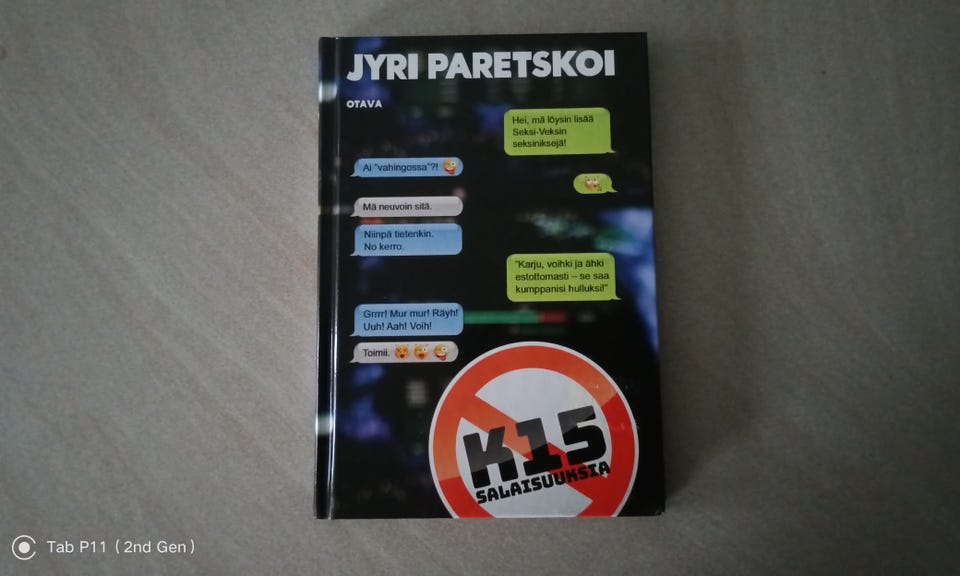 JYRI PARETSKOI
OTAVA
Hei, mä löysin lisää
Seksi-Veksin
seksiniksejä!
Ai "vahingossa"?!
Mä neuvoin sitä.
Niinpä tietenkin.
No kerro.
"Karju, voihki ja ähki
estottomasti – se saa
kumppanisi hulluksi!"
Grrrr! Mur mur! Räyh!
Uuh! Aah! Voih!
Toimii.
K15
SALAISUUKSIA
Tab P11 (2nd Gen)